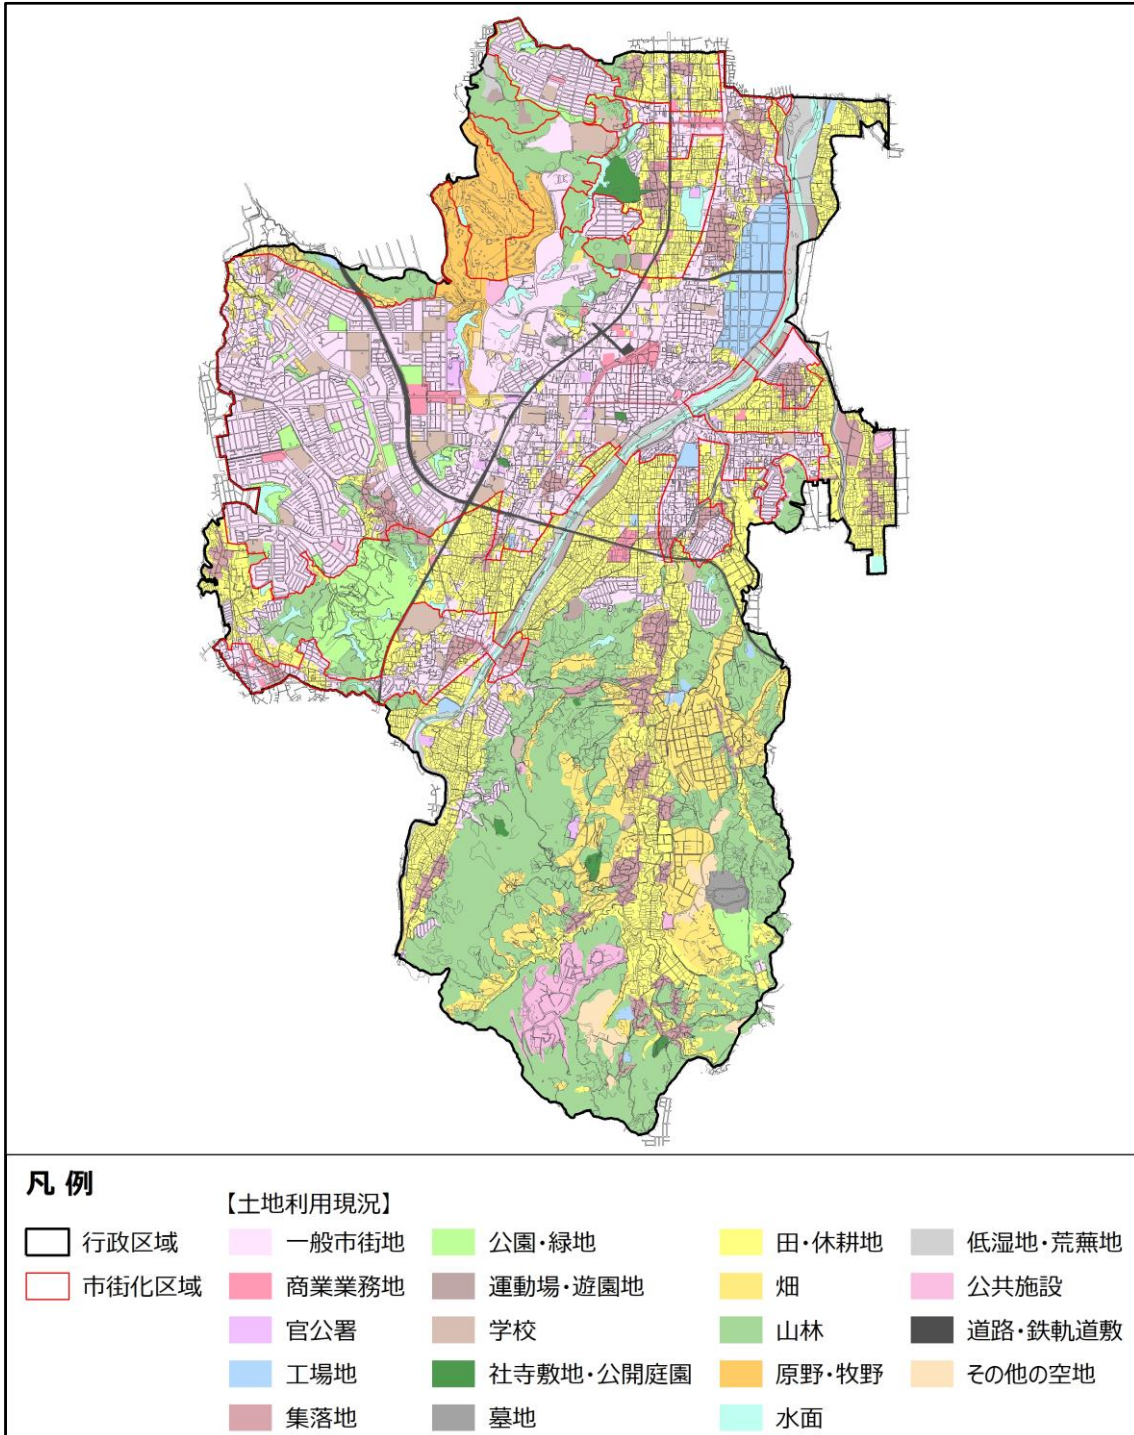 凡 例
【土地利用現況】
行政区域 一般市街地 公園・緑地 田・休耕地 低湿地・荒蕪地
市街化区域 商業業務地 運動場・遊園地 畑 公共施設
官公署 学校 山林 道路・鉄軌道敷
工場地 社寺敷地・公開庭園 原野・牧野 その他の空地
集落地 墓地 水面